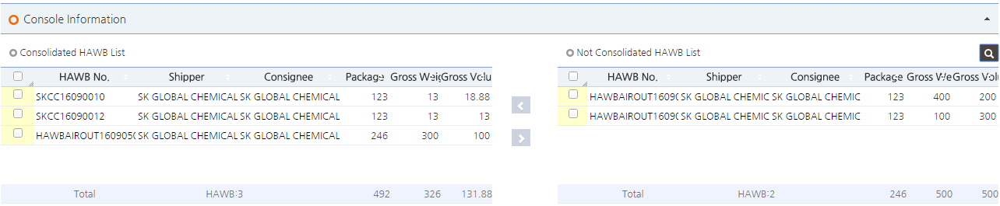 Console Information
Consolidated HAWB List
HAWB No. Shipper Consignee Package Gross Weig Gross Volu
SKCC16090010 SK GLOBAL CHEMICAL SK GLOBAL CHEMICAL 123 13 18.88
SKCC16090012 SK GLOBAL CHEMICAL SK GLOBAL CHEMICAL 123 13 13
HAWBAIROUT1609050 SK GLOBAL CHEMICAL SK GLOBAL CHEMICAL 246 300 100
Total HAWB:3 492 326 131.88
Not Consolidated HAWB List
HAWB No. Shipper Consignee Package Gross We Gross Volu
HAWBAIROUT1609 SK GLOBAL CHEMIC SK GLOBAL CHEMIC 123 400 200
HAWBAIROUT1609 SK GLOBAL CHEMIC SK GLOBAL CHEMIC 123 100 300
Total HAWB:2 246 500 500